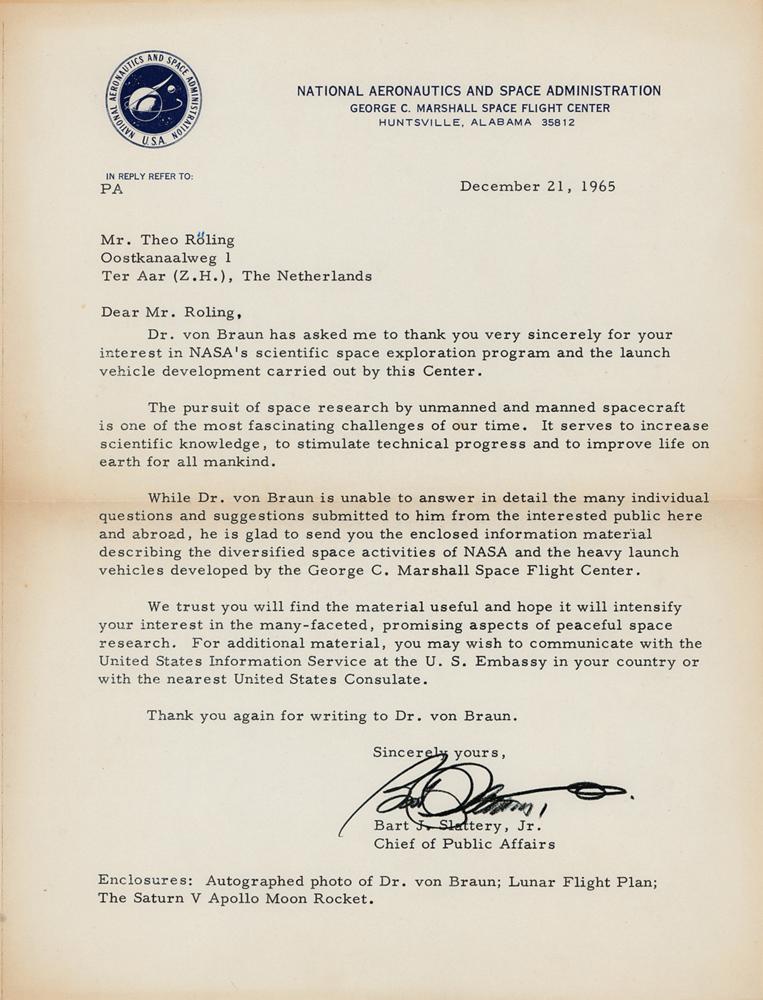 NATIONAL AERONAUTICS AND SPACE ADMINISTRATION
U.S.A.
NATIONAL AERONAUTICS AND SPACE ADMINISTRATION
GEORGE C. MARSHALL SPACE FLIGHT CENTER
HUNTSVILLE, ALABAMA 35812
IN REPLY REFER TO:
PA
December 21, 1965
Mr. Theo Röling
Oostkanaalweg 1
Ter Aar (Z.H.), The Netherlands
Dear Mr. Roling,
Dr. von Braun has asked me to thank you very sincerely for your
interest in NASA's scientific space exploration program and the launch
vehicle development carried out by this Center.
The pursuit of space research by unmanned and manned spacecraft
is one of the most fascinating challenges of our time. It serves to increase
scientific knowledge, to stimulate technical progress and to improve life on
earth for all mankind.
While Dr. von Braun is unable to answer in detail the many individual
questions and suggestions submitted to him from the interested public here
and abroad, he is glad to send you the enclosed information material
describing the diversified space activities of NASA and the heavy launch
vehicles developed by the George C. Marshall Space Flight Center.
We trust you will find the material useful and hope it will intensify
your interest in the many-faceted, promising aspects of peaceful space
research. For additional material, you may wish to communicate with the
United States Information Service at the U. S. Embassy in your country or
with the nearest United States Consulate.
Thank you again for writing to Dr. von Braun.
Sincerely yours,
Bart J. Slattery, Jr.
Chief of Public Affairs
Enclosures: Autographed photo of Dr. von Braun; Lunar Flight Plan;
The Saturn V Apollo Moon Rocket.